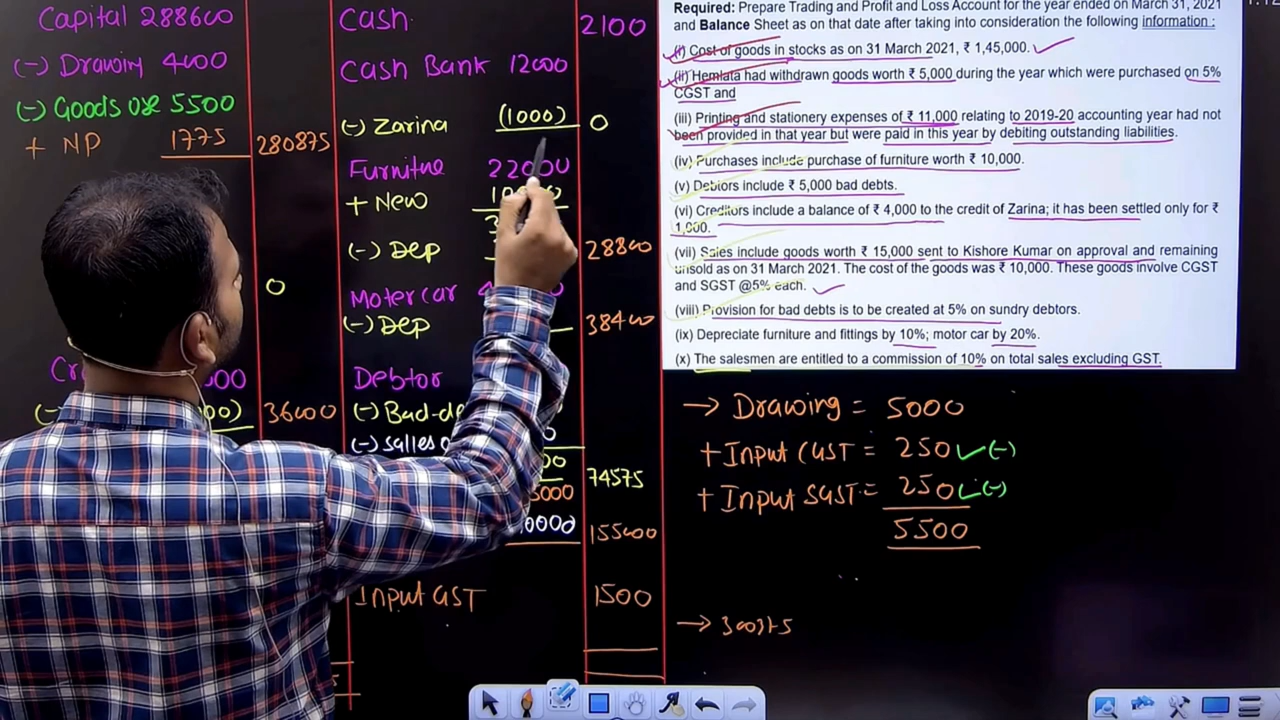 Capital 288600
(-) Drawing 4000
(-) Goods use 5500
+ NP 1775 280875
0
36000
Cash 2100
Cash Bank 12000
(-) Zarina (1000) 0
Furnitue 22000
+ New
(-) Dep 28800
Moter Car
(-) Dep 38400
Debtor
(-) Bad-de
(-) Salles
74575
155000
Input GST 1500
Required: Prepare Trading and Profit and Loss Account for the year ended on March 31, 2021
and Balance Sheet as on that date after taking into consideration the following information :
(i) Cost of goods in stocks as on 31 March 2021, ₹ 1,45,000.
(ii) Hemlata had withdrawn goods worth ₹ 5,000 during the year which were purchased on 5%
CGST and
(iii) Printing and stationery expenses of ₹ 11,000 relating to 2019-20 accounting year had not
been provided in that year but were paid in this year by debiting outstanding liabilities.
(iv) Purchases include purchase of furniture worth ₹ 10,000.
(v) Debtors include ₹ 5,000 bad debts.
(vi) Creditors include a balance of ₹ 4,000 to the credit of Zarina; it has been settled only for ₹
1,000.
(vii) Sales include goods worth ₹ 15,000 sent to Kishore Kumar on approval and remaining
unsold as on 31 March 2021. The cost of the goods was ₹ 10,000. These goods involve CGST
and SGST @5% each.
(viii) Provision for bad debts is to be created at 5% on sundry debtors.
(ix) Depreciate furniture and fittings by 10%; motor car by 20%.
(x) The salesmen are entitled to a commission of 10% on total sales excluding GST.
→ Drawing = 5000
+ Input CGST = 250 ✓(-)
+ Input SGST = 250 ✓(-)
5500
→ 300375